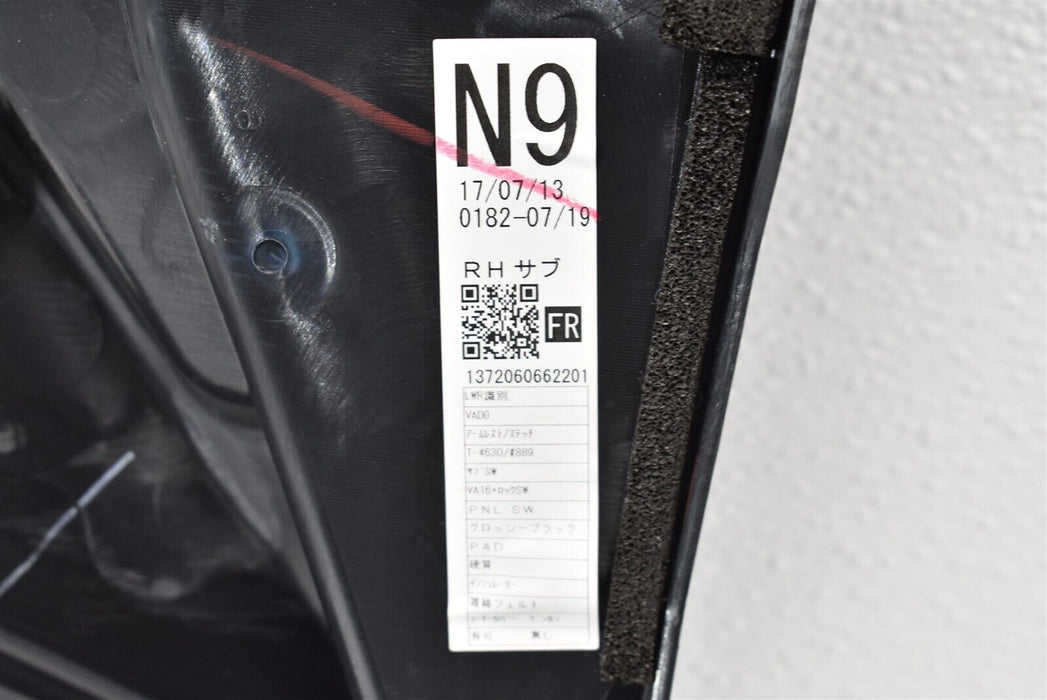 N9
17/07/13
0182-07/19
RHサブ
FR
1372060662201
LWR識別
VAD0
アームレスト/ステッチ
T-4630/#889
サブSW
VA16+ロックSW
PNL SW
グロッシーブラック
PAD
硬質
インシュレーター
雑綿フェルト
有り 無し